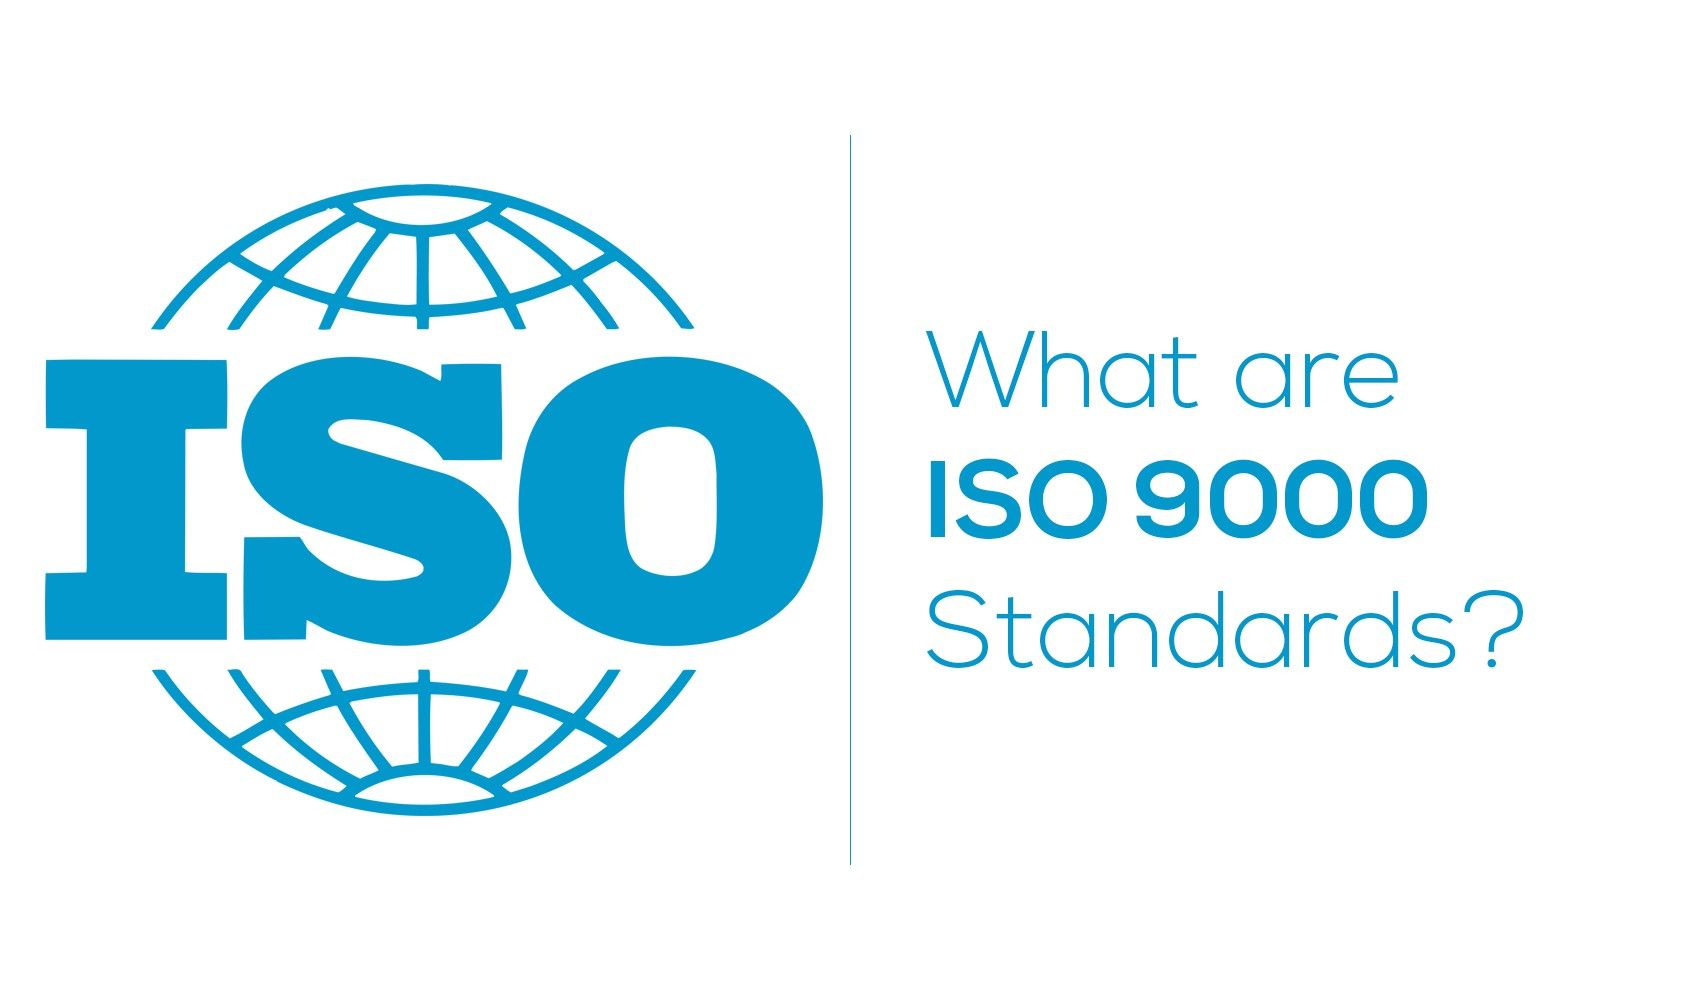 ISO
What are
ISO 9000
Standards?